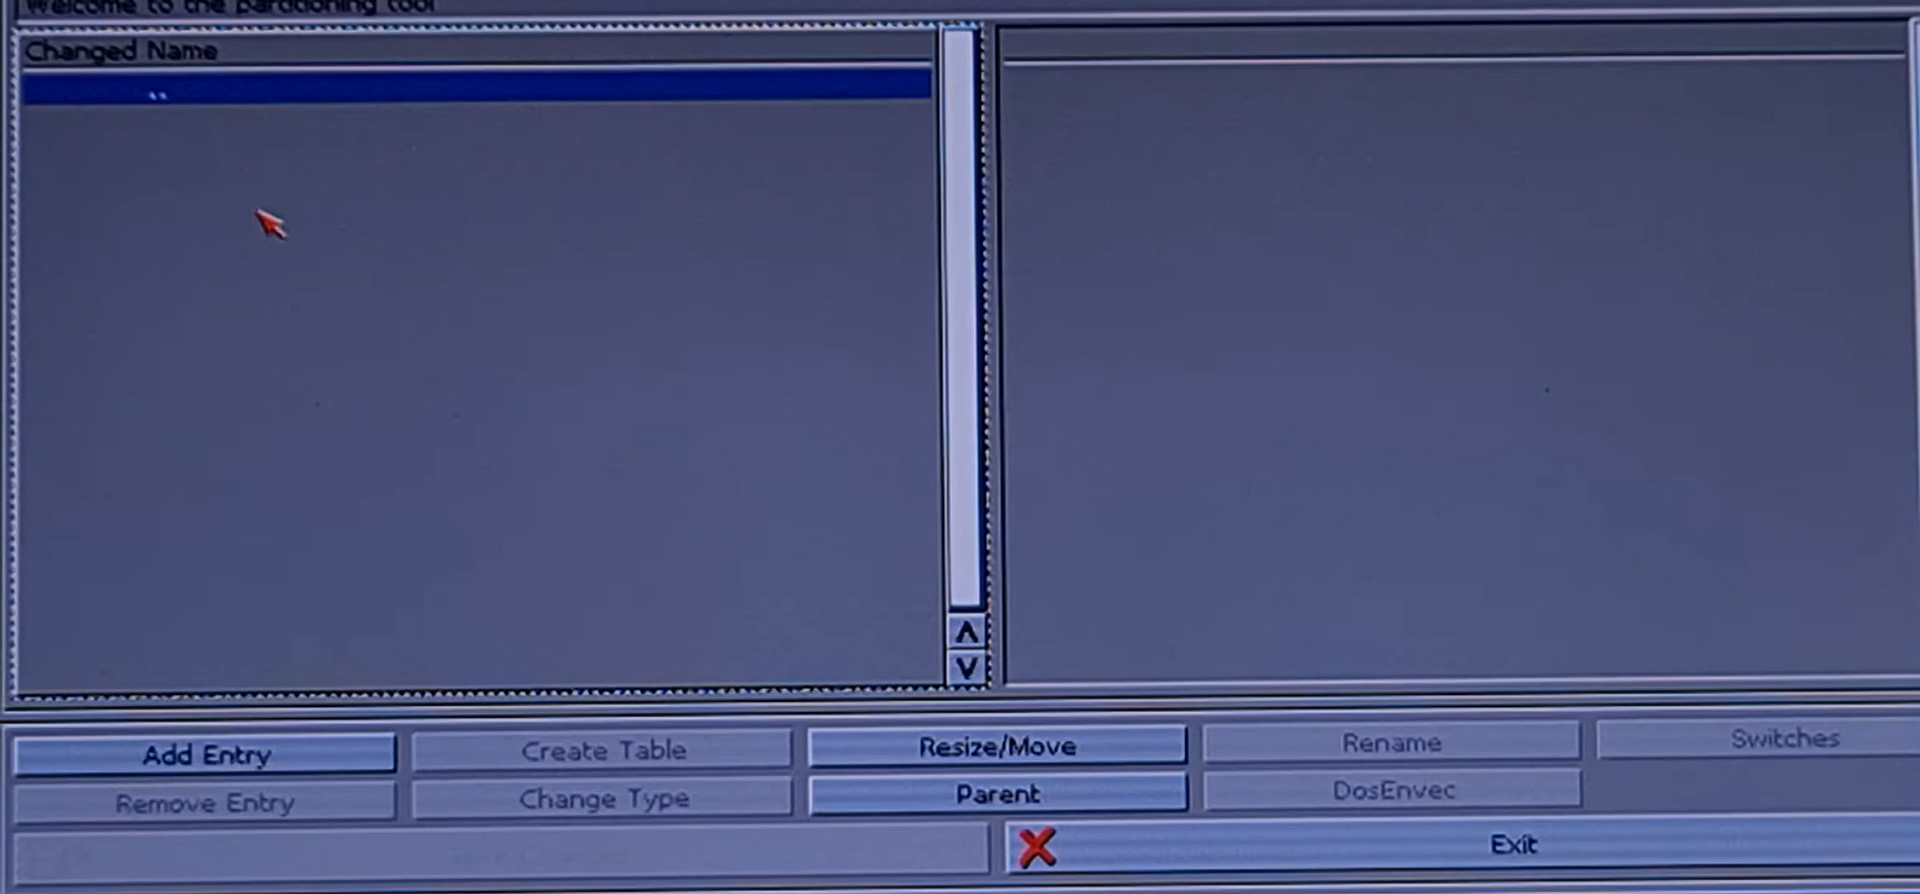 Welcome to the partitioning tool
Changed Name
..
Add Entry
Create Table
Resize/Move
Rename
Switches
Remove Entry
Change Type
Parent
DosEnvec
Exit